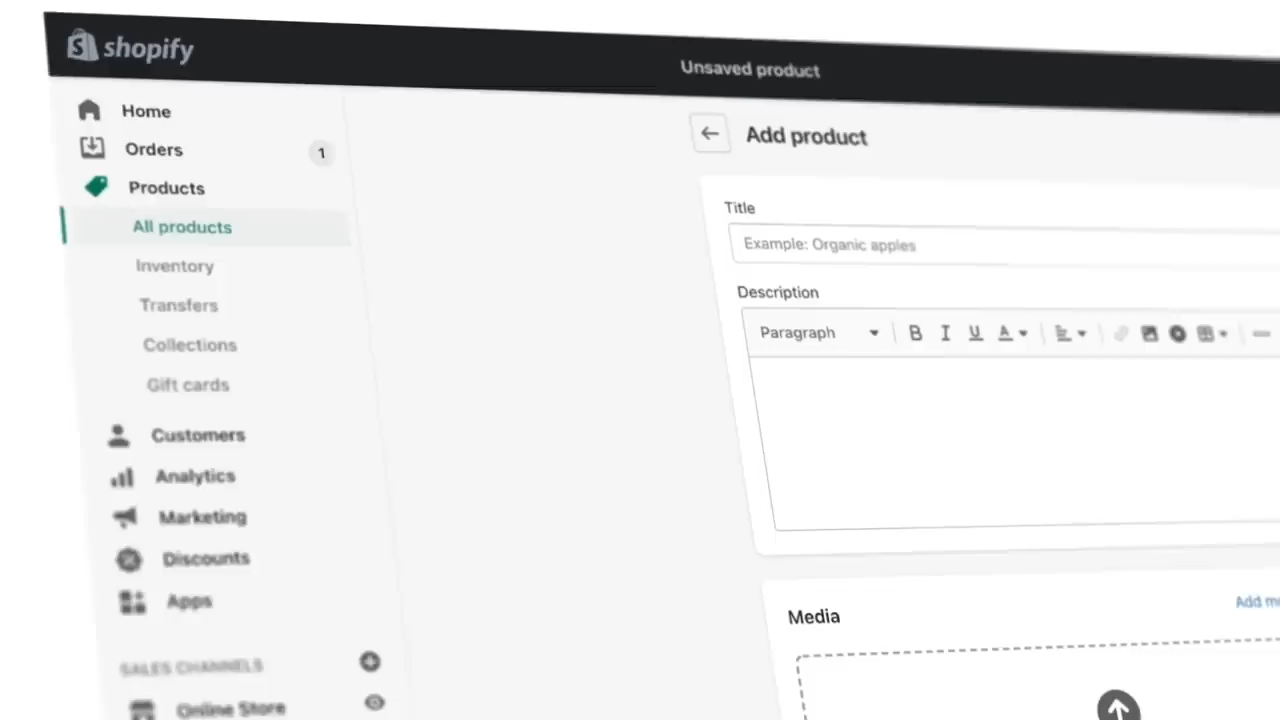 shopify
Unsaved product
Home
Orders 1
Products
All products
Inventory
Transfers
Collections
Gift cards
Customers
Analytics
Marketing
Discounts
Apps
SALES CHANNELS
Online Store
Add product
Title
Example: Organic apples
Description
Paragraph B I U A
Media
Add